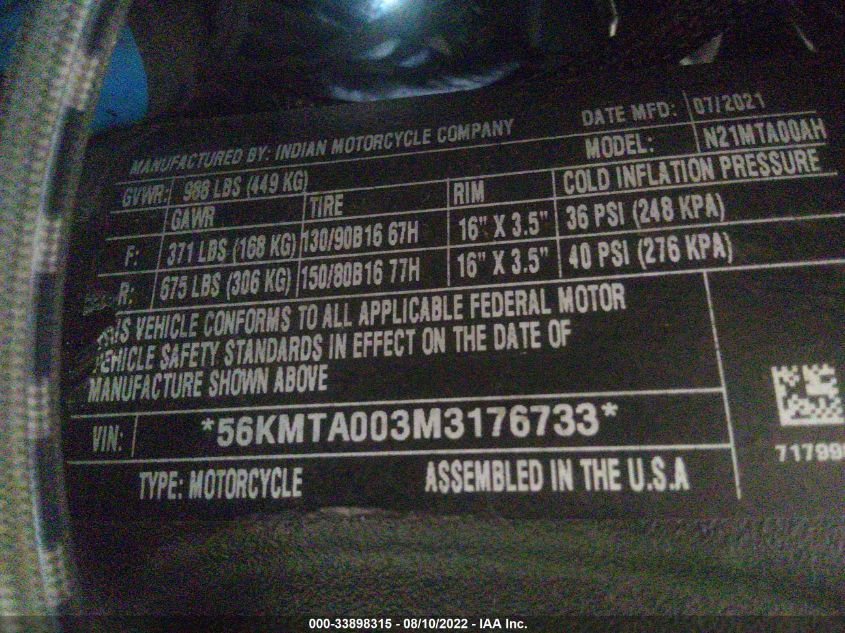 MANUFACTURED BY: INDIAN MOTORCYCLE COMPANY DATE MFD: 07/2021
MODEL: N21MTA00AH
GVWR: 988 LBS (449 KG)
GAWR TIRE RIM COLD INFLATION PRESSURE
F: 371 LBS (168 KG) 130/90B16 67H 16" X 3.5" 36 PSI (248 KPA)
R: 675 LBS (306 KG) 150/80B16 77H 16" X 3.5" 40 PSI (276 KPA)
THIS VEHICLE CONFORMS TO ALL APPLICABLE FEDERAL MOTOR
VEHICLE SAFETY STANDARDS IN EFFECT ON THE DATE OF
MANUFACTURE SHOWN ABOVE
VIN: *56KMTA003M3176733*
TYPE: MOTORCYCLE ASSEMBLED IN THE U.S.A
000-33898315 - 08/10/2022 - IAA Inc.